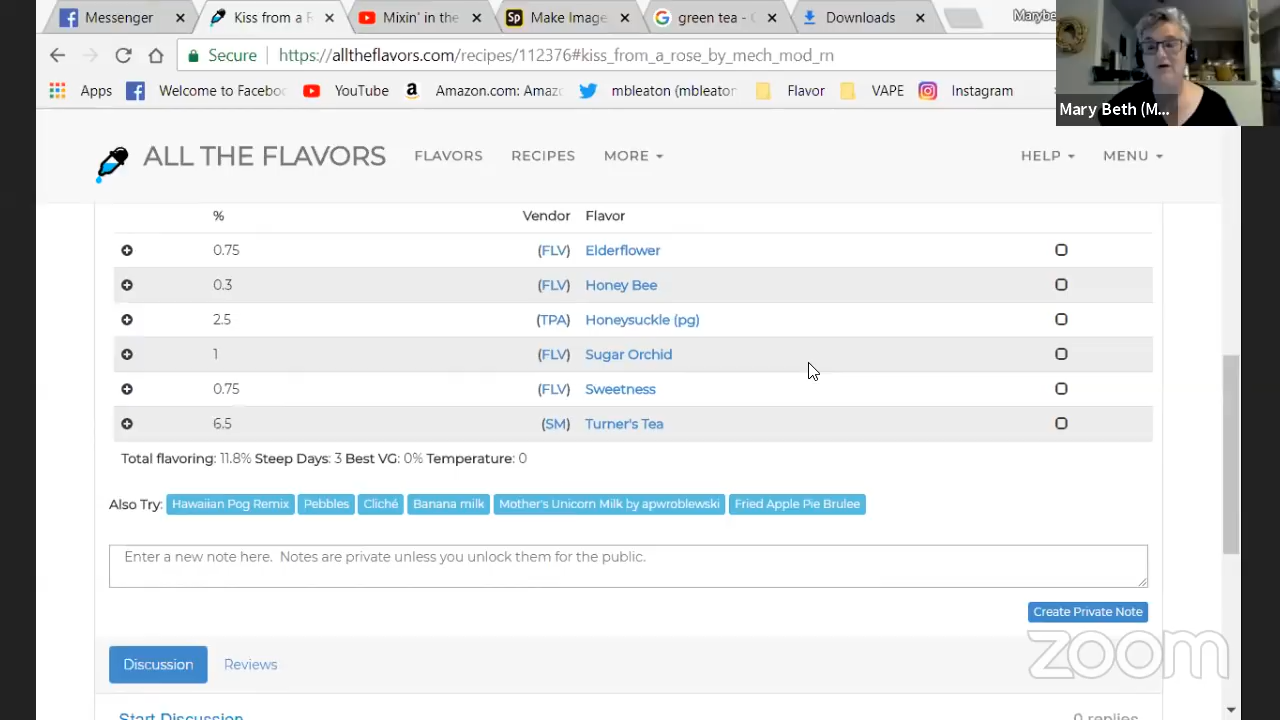 Messenger
Kiss from a R
Mixin' in the
Make Image
green tea - G
Downloads
Marybe
Secure
https://alltheflavors.com/recipes/112376#kiss_from_a_rose_by_mech_mod_rn
Apps
Welcome to Facebo
YouTube
Amazon.com: Amaz
mbleaton (mbleator
Flavor
VAPE
Instagram
Mary Beth (M...
ALL THE FLAVORS
FLAVORS
RECIPES
MORE
HELP
MENU
% Vendor Flavor
0.75 (FLV) Elderflower
0.3 (FLV) Honey Bee
2.5 (TPA) Honeysuckle (pg)
1 (FLV) Sugar Orchid
0.75 (FLV) Sweetness
6.5 (SM) Turner's Tea
Total flavoring: 11.8% Steep Days: 3 Best VG: 0% Temperature: 0
Also Try: Hawaiian Pog Remix Pebbles Cliché Banana milk Mother's Unicorn Milk by apwroblewski Fried Apple Pie Brulee
Enter a new note here. Notes are private unless you unlock them for the public.
Create Private Note
zoom
Discussion
Reviews
Start Discussion
0 replies